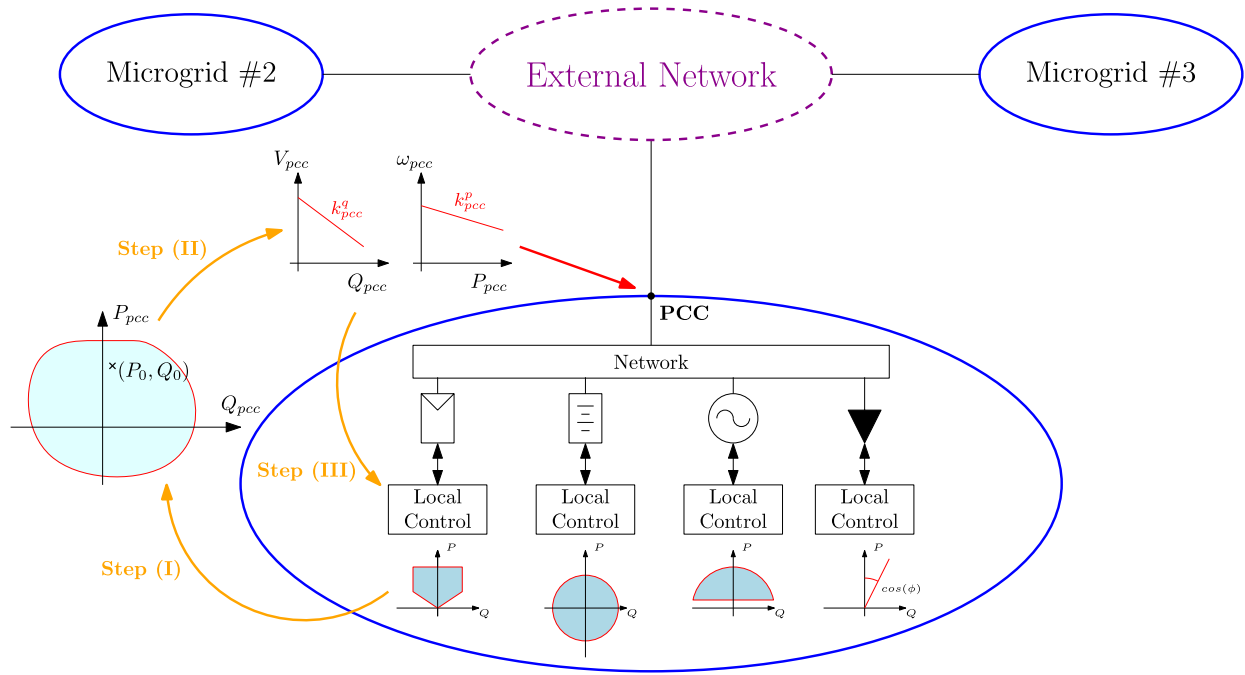 Microgrid #2
External Network
Microgrid #3
V_pcc
k^q_pcc
Q_pcc
ω_pcc
k^p_pcc
P_pcc
Step (II)
P_pcc
×(P_0, Q_0)
Q_pcc
PCC
Network
Step (III)
Local
Control
Local
Control
Local
Control
Local
Control
Step (I)
P
Q
P
Q
P
Q
P
cos(ϕ)
Q